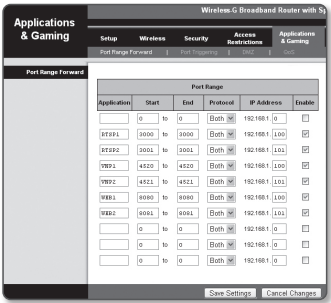 Wireless-G Broadband Router with Sp
Applications & Gaming
Setup Wireless Security Access Restrictions Applications & Gaming
Port Range Forward | Port Triggering | DMZ | QoS
Port Range Forward
Port Range
Application Start End Protocol IP Address Enable
0 to 0 Both 192.168.1. 0
RTSP1 3000 to 3000 Both 192.168.1. 100
RTSP2 3001 to 3001 Both 192.168.1. 101
VNP1 4520 to 4520 Both 192.168.1. 100
VNP2 4521 to 4521 Both 192.168.1. 101
WEB1 8080 to 8080 Both 192.168.1. 100
WEB2 8081 to 8081 Both 192.168.1. 101
0 to 0 Both 192.168.1. 0
0 to 0 Both 192.168.1. 0
0 to 0 Both 192.168.1. 0
Save Settings Cancel Changes